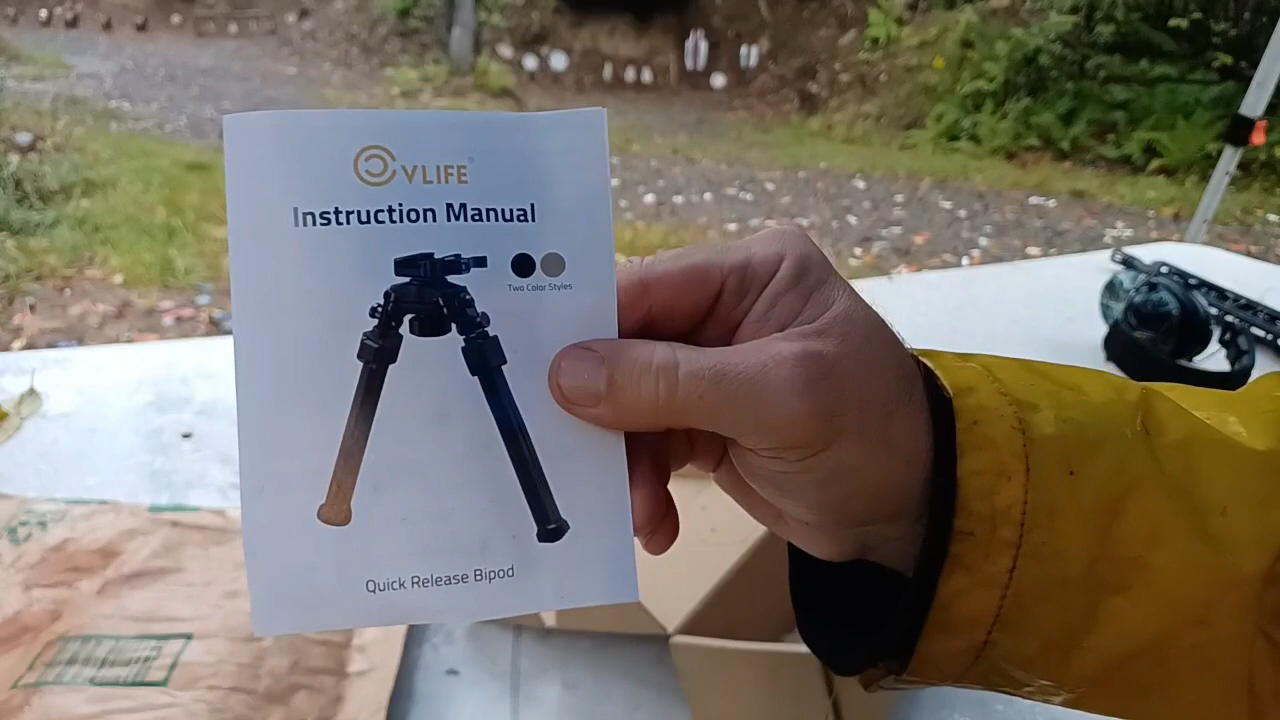 CVLIFE®
Instruction Manual
Two Color Styles
Quick Release Bipod